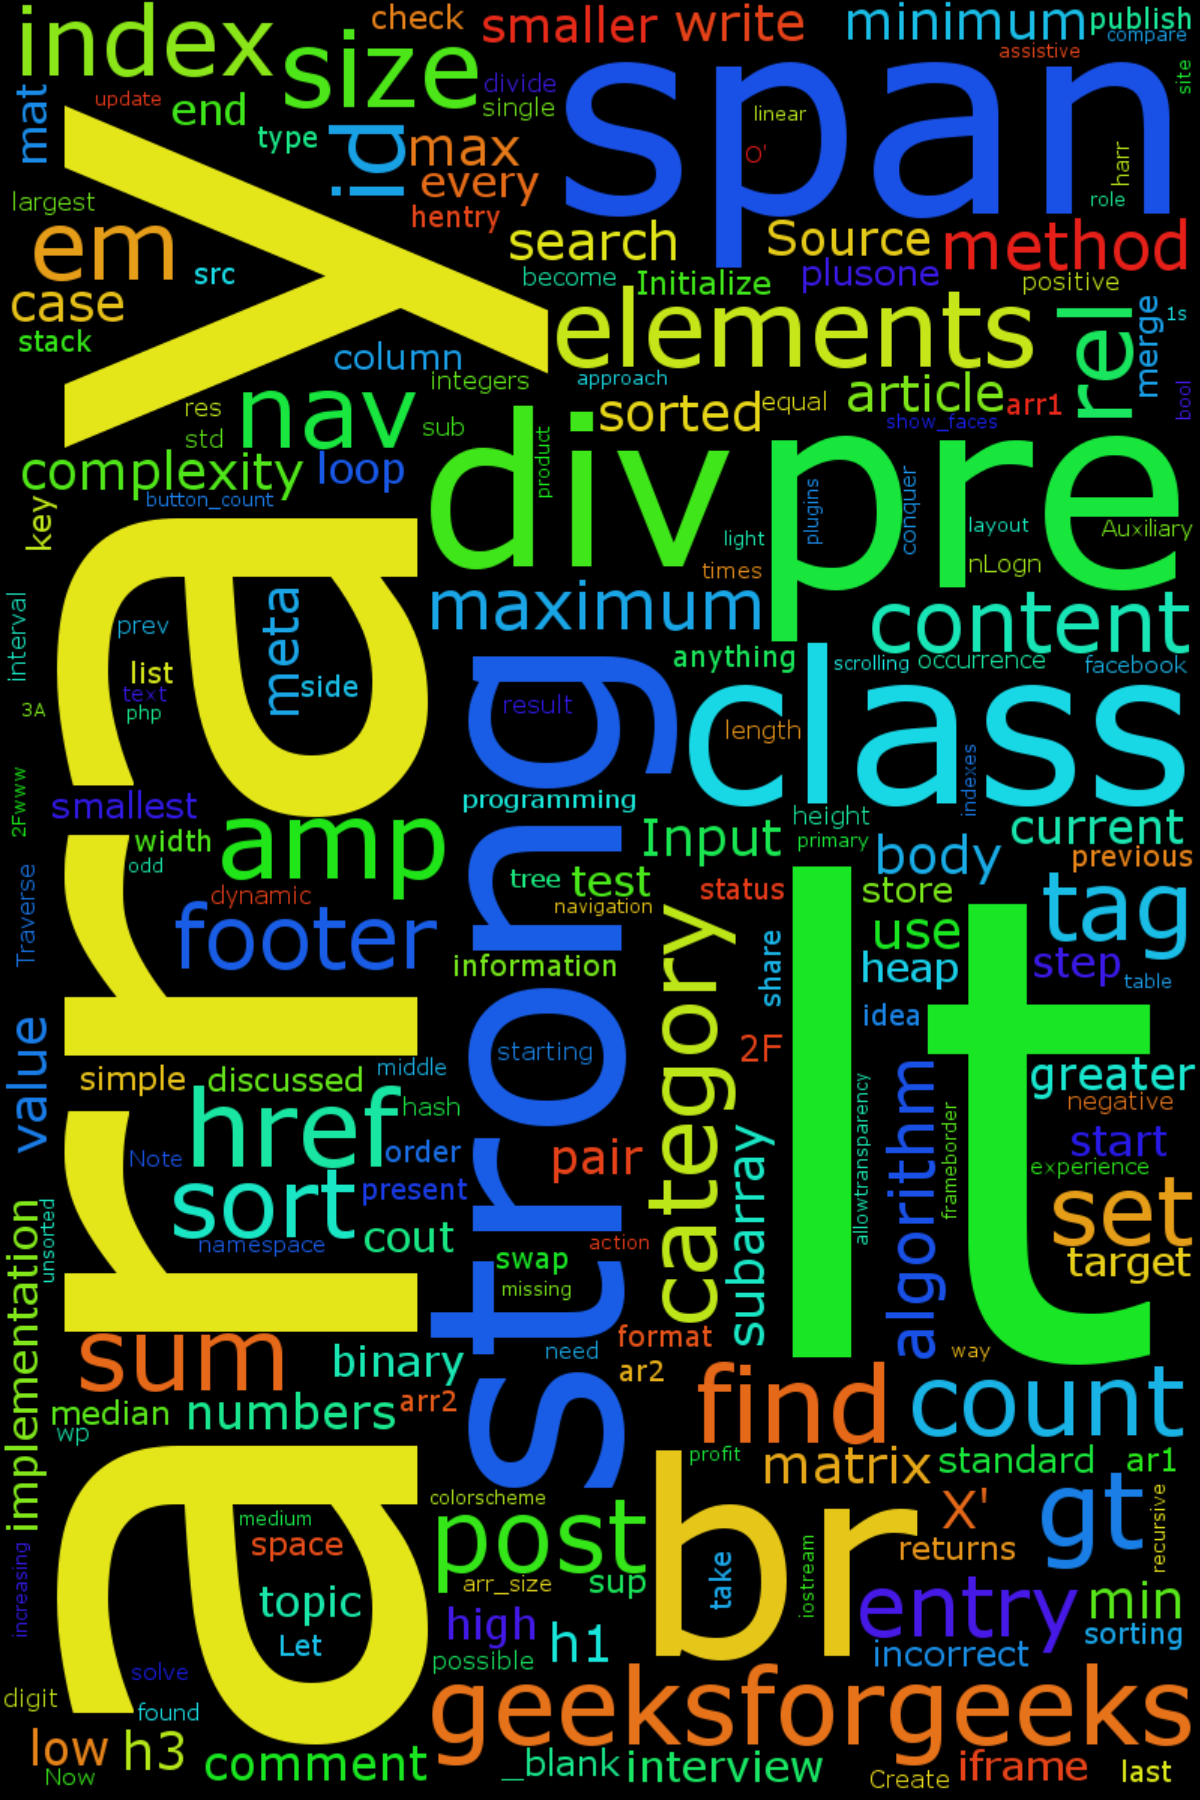 index
size
check
smaller
write
minimum
publish
compare
assistive
site
mat
update
end
type
divide
single
id
max
every
hentry
span
linear
O'
harr
role
largest
em
src
case
stack
search
Source
method
become
Initialize
plusone
positive
elements
rel
merge
1s
bool
column
integers
approach
sorted
equal
article
arr1
show_faces
res
std
nav
sub
complexity
loop
button_count
key
div
product
pre
plugins
conquer
layout
Auxiliary
light
times
nLogn
maximum
content
anything
scrolling
occurrence
facebook
array
interval
prev
list
text
php
meta
side
3A
strong
result
class
length
indexes
2Fwww
smallest
width
odd
amp
dynamic
footer
Traverse
programming
Input
height
primary
current
body
previous
tree
test
navigation
status
store
tag
information
category
share
use
heap
step
table
lt
idea
value
simple
discussed
middle
starting
2F
href
hash
Note
order
sort
present
namespace
cout
pair
subarray
allowtransparency
algorithm
frameborder
greater
negative
start
experience
set
target
implementation
unsorted
swap
action
missing
sum
binary
need
format
ar2
way
median
wp
numbers
arr2
find
count
profit
matrix
standard
ar1
colorscheme
medium
space
post
br
X'
gt
recursive
returns
increasing
topic
Let
arr_size
sup
take
iostream
entry
min
high
h1
sorting
possible
incorrect
solve
digit
found
geeksforgeeks
low
h3
Now
comment
_blank
interview
Create
iframe
last